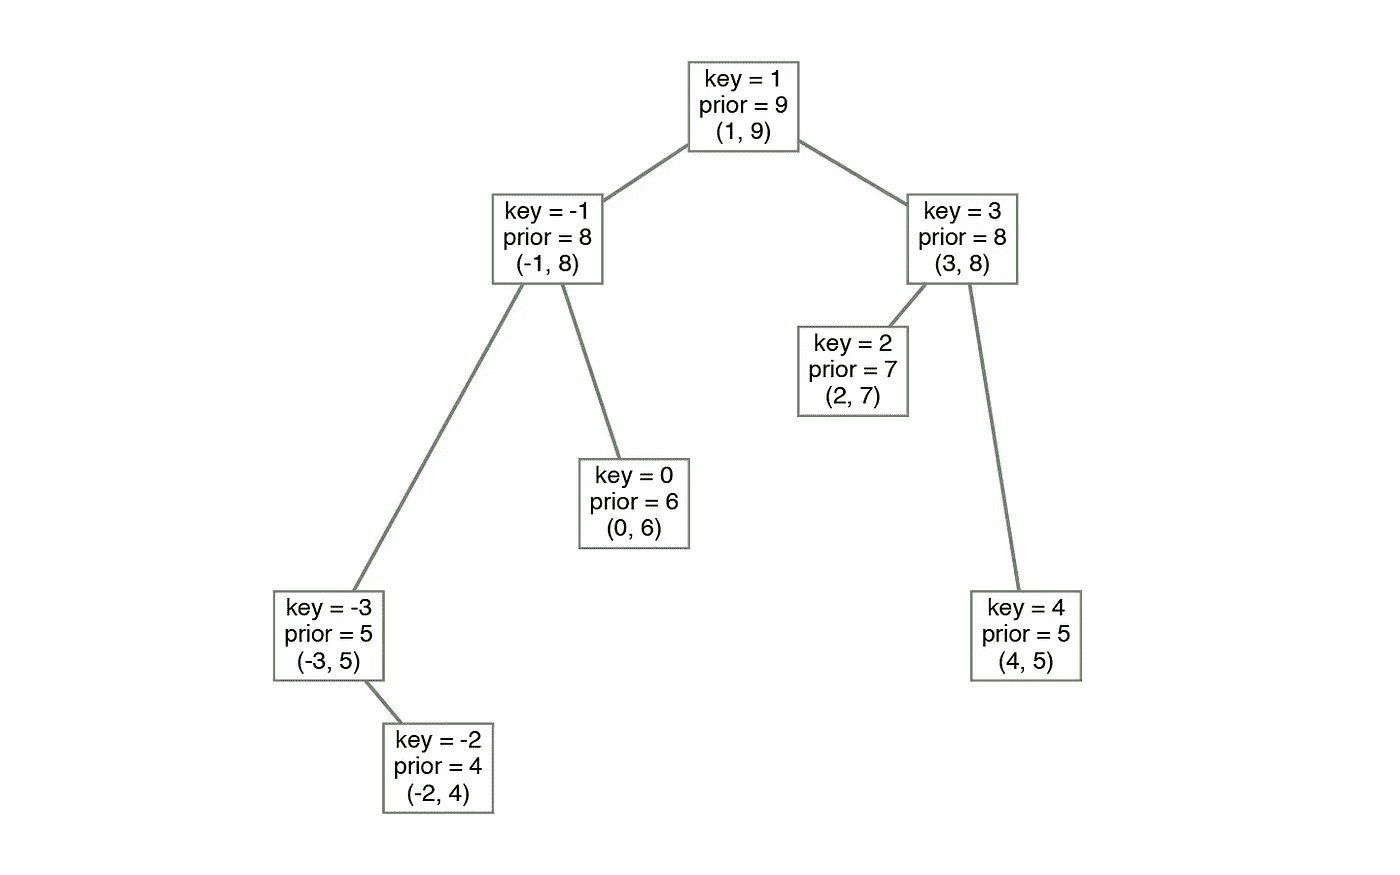 key = 1
prior = 9
(1, 9)
key = -1
prior = 8
(-1, 8)
key = 3
prior = 8
(3, 8)
key = 2
prior = 7
(2, 7)
key = 0
prior = 6
(0, 6)
key = -3
prior = 5
(-3, 5)
key = 4
prior = 5
(4, 5)
key = -2
prior = 4
(-2, 4)